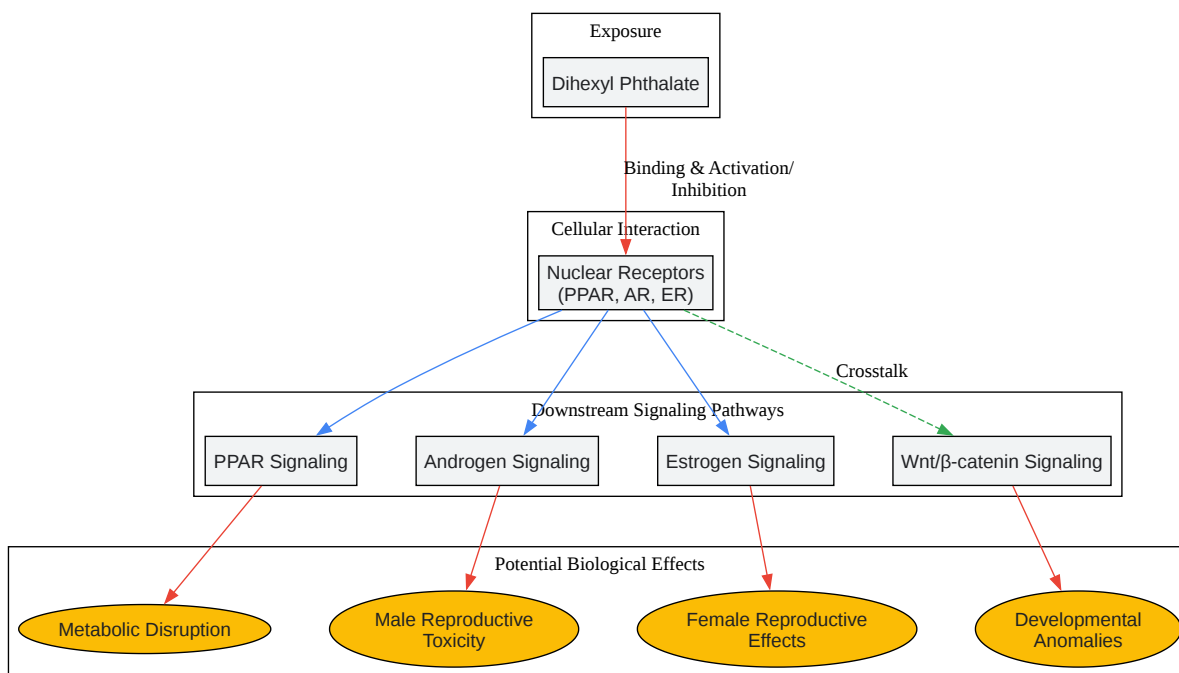 Exposure
Dihexyl Phthalate
Binding & Activation/
Inhibition
Cellular Interaction
Nuclear Receptors
(PPAR, AR, ER)
Crosstalk
Downstream Signaling Pathways
PPAR Signaling
Androgen Signaling
Estrogen Signaling
Wnt/β-catenin Signaling
Potential Biological Effects
Metabolic Disruption
Male Reproductive
Toxicity
Female Reproductive
Effects
Developmental
Anomalies